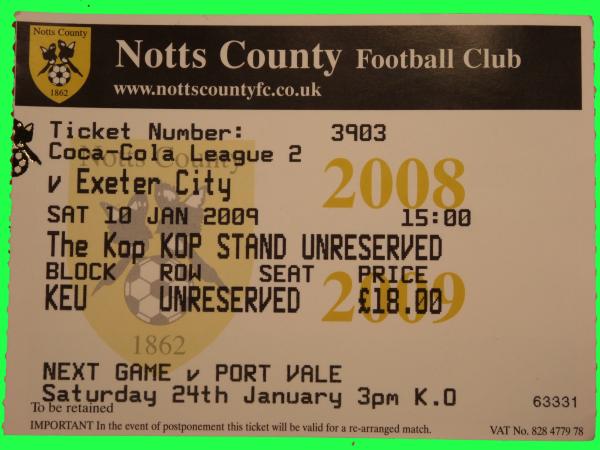 Notts County
1862
Notts County Football Club
www.nottscountyfc.co.uk
Ticket Number: 3903
Coca-Cola League 2
Notts County
v Exeter City
2008
SAT 10 JAN 2009 15:00
The Kop KOP STAND UNRESERVED
BLOCK ROW SEAT PRICE
2009
KEU UNRESERVED £18.00
1862
NEXT GAME v PORT VALE
Saturday 24th January 3pm K.O
63331
To be retained
IMPORTANT In the event of postponement this ticket will be valid for a re-arranged match.
VAT No. 828 4779 78